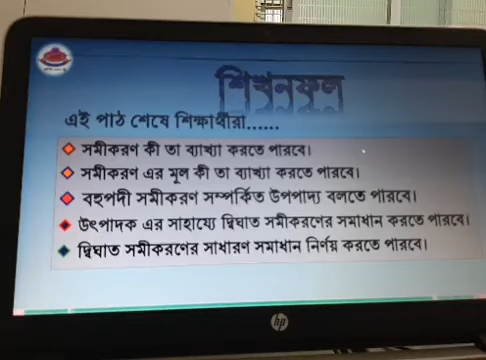 শিখনফল
এই পাঠ শেষে শিক্ষার্থীরা......
সমীকরণ কী তা ব্যাখ্যা করতে পারবে।
সমীকরণ এর মূল কী তা ব্যাখ্যা করতে পারবে।
বহুপদী সমীকরণ সম্পর্কিত উপপাদ্য বলতে পারবে।
উৎপাদক এর সাহায্যে দ্বিঘাত সমীকরণের সমাধান করতে পারবে।
দ্বিঘাত সমীকরণের সাধারণ সমাধান নির্ণয় করতে পারবে।
hp